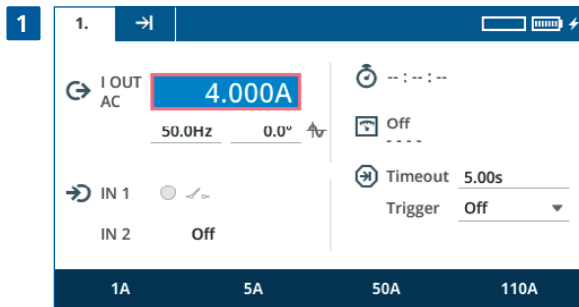 1
1.
I OUT
AC
4.000A
50.0Hz 0.0°
IN 1
IN 2 Off
-- : -- : --
Off
- - - -
Timeout 5.00s
Trigger Off
1A 5A 50A 110A